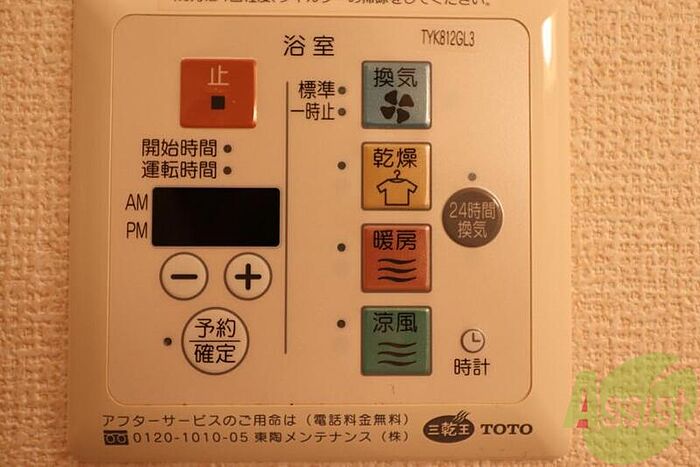 浴室
TYK812GL3
止
標準
一時止
換気
開始時間
運転時間
乾燥
AM
PM
24時間
換気
暖房
予約
確定
涼風
時計
アフターサービスのご用命は(電話料金無料)
0120-1010-05 東陶メンテナンス(株)
三乾王
TOTO
Assist